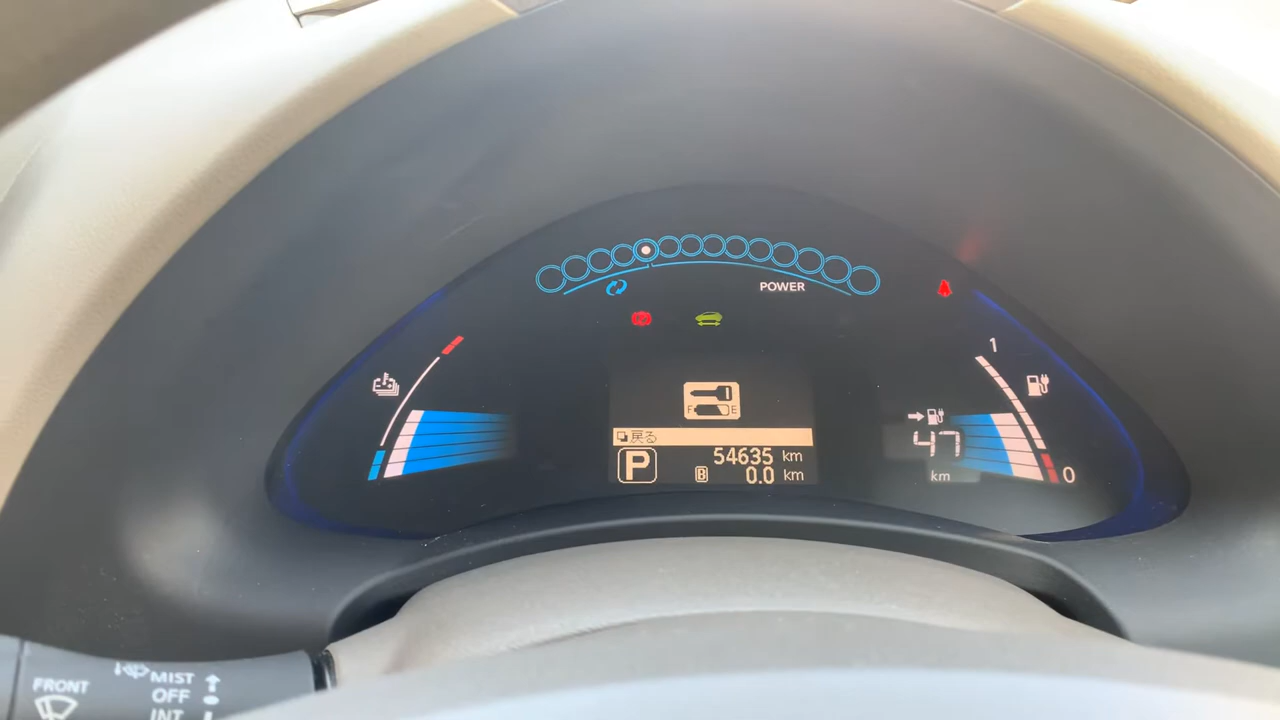 POWER
1
F E
戻る
54635 km
P
B 0.0 km
47
km
0
MIST
FRONT
OFF
INT